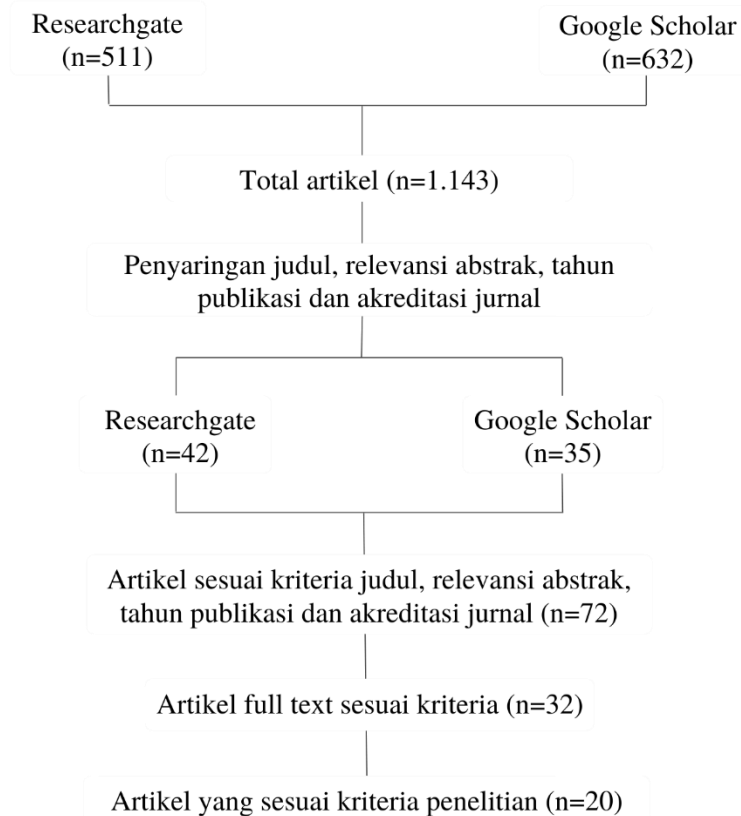 Researchgate
(n=511)
Google Scholar
(n=632)
Total artikel (n=1.143)
Penyaringan judul, relevansi abstrak, tahun
publikasi dan akreditasi jurnal
Researchgate
(n=42)
Google Scholar
(n=35)
Artikel sesuai kriteria judul, relevansi abstrak,
tahun publikasi dan akreditasi jurnal (n=72)
Artikel full text sesuai kriteria (n=32)
Artikel yang sesuai kriteria penelitian (n=20)